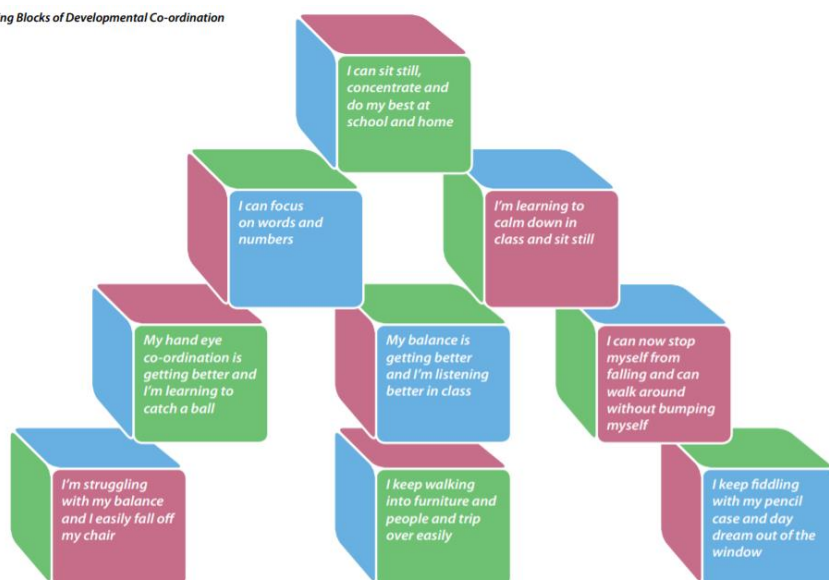 ng Blocks of Developmental Co-ordination
I can sit still,
concentrate and
do my best at
school and home
I can focus
on words and
numbers
I'm learning to
calm down in
class and sit still
My hand eye
co-ordination is
getting better and
I'm learning to
catch a ball
My balance is
getting better
and I'm listening
better in class
I can now stop
myself from
falling and can
walk around
without bumping
myself
I'm struggling
with my balance
and I easily fall off
my chair
I keep walking
into furniture and
people and trip
over easily
I keep fiddling
with my pencil
case and day
dream out of the
window